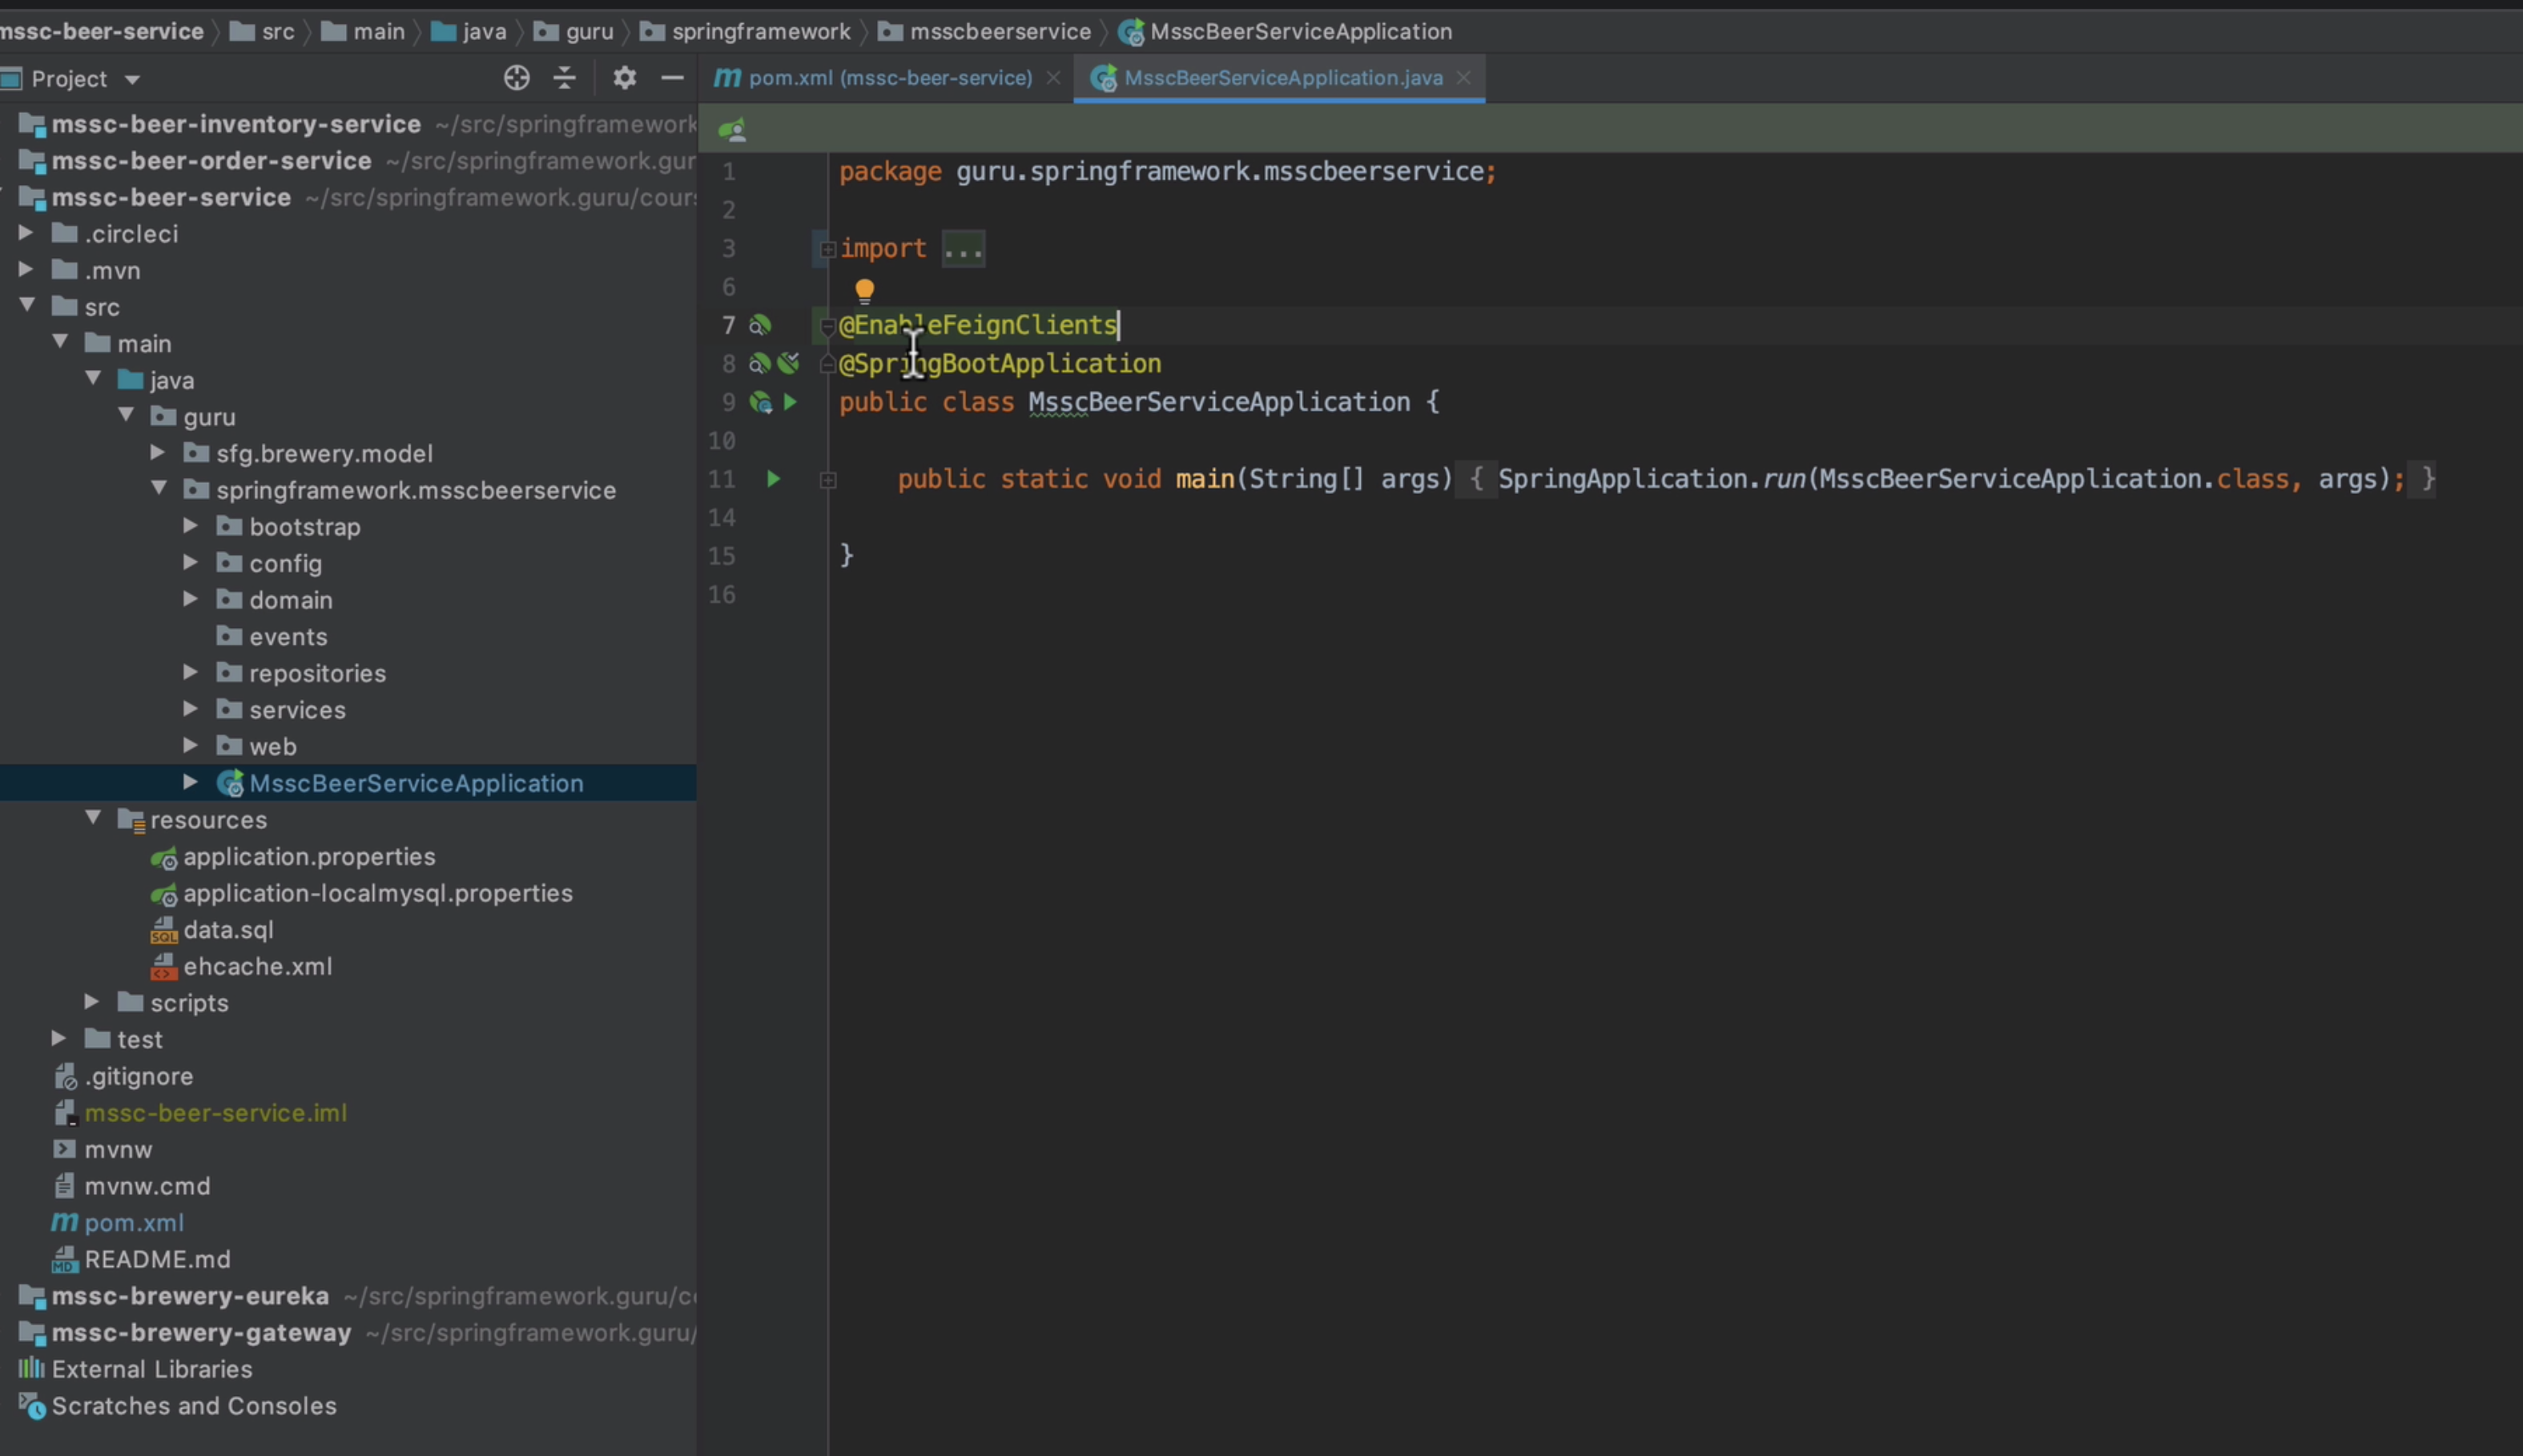 mssc-beer-service src main java guru springframework msscbeerservice MsscBeerServiceApplication
Project
pom.xml (mssc-beer-service) MsscBeerServiceApplication.java
mssc-beer-inventory-service ~/src/springframework
mssc-beer-order-service ~/src/springframework.gur
mssc-beer-service ~/src/springframework.guru/cour
.circleci
.mvn
src
main
java
guru
sfg.brewery.model
springframework.msscbeerservice
bootstrap
config
domain
events
repositories
services
web
MsscBeerServiceApplication
resources
application.properties
application-localmysql.properties
data.sql
ehcache.xml
scripts
test
.gitignore
mssc-beer-service.iml
mvnw
mvnw.cmd
pom.xml
README.md
mssc-brewery-eureka ~/src/springframework.guru/c
mssc-brewery-gateway ~/src/springframework.guru/
External Libraries
Scratches and Consoles
1 package guru.springframework.msscbeerservice;
2
3 import ...
6
7 @EnableFeignClients
8 @SpringBootApplication
9 public class MsscBeerServiceApplication {
10
11 public static void main(String[] args) { SpringApplication.run(MsscBeerServiceApplication.class, args); }
14
15 }
16